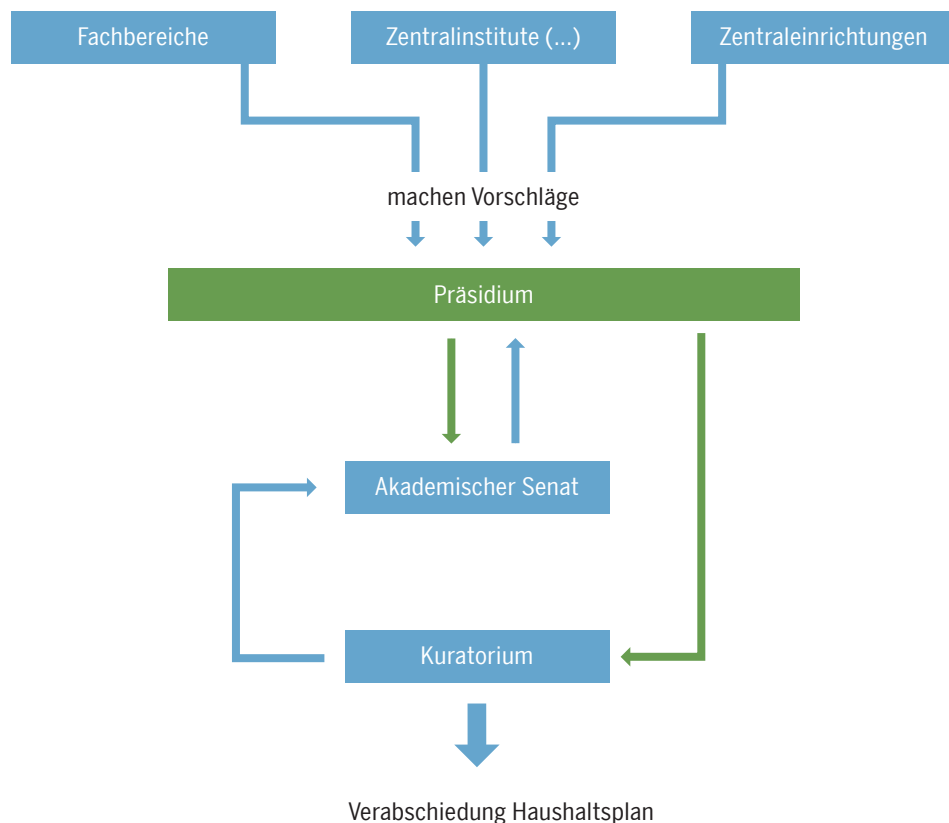 Fachbereiche
Zentralinstitute (...)
Zentraleinrichtungen
machen Vorschläge
Präsidium
Akademischer Senat
Kuratorium
Verabschiedung Haushaltsplan